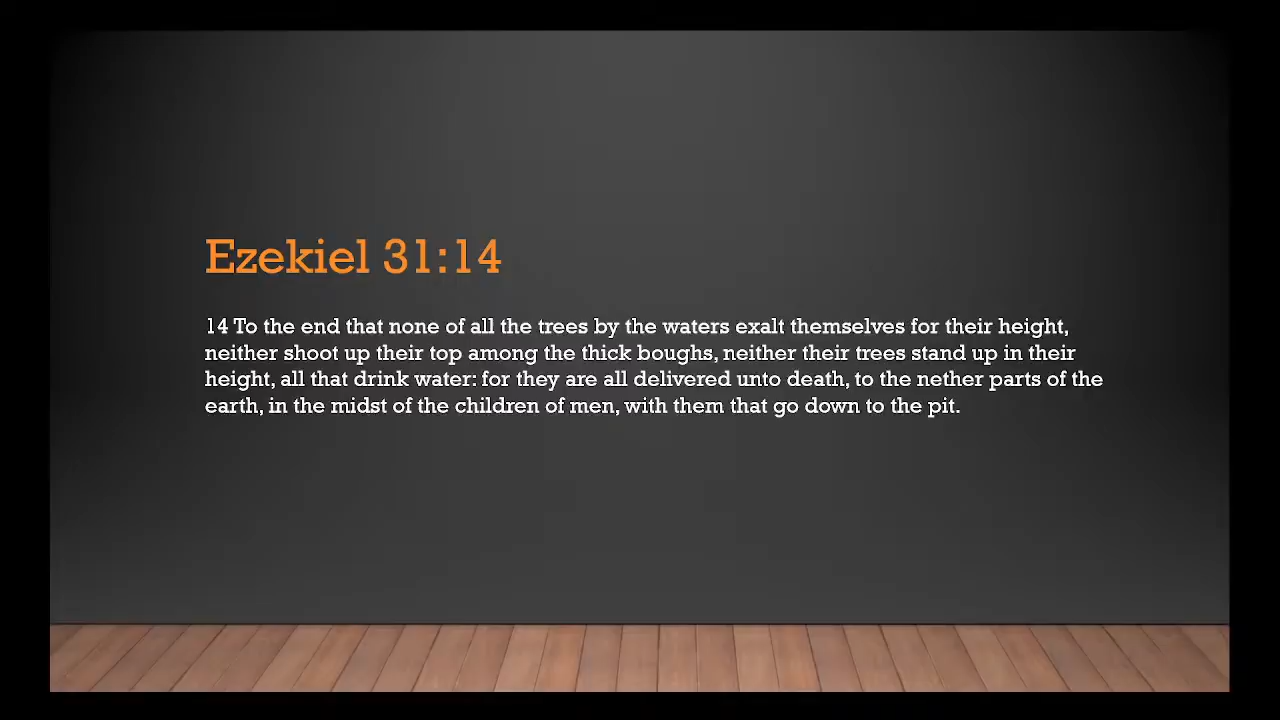 Ezekiel 31:14
14 To the end that none of all the trees by the waters exalt themselves for their height,
neither shoot up their top among the thick boughs, neither their trees stand up in their
height, all that drink water: for they are all delivered unto death, to the nether parts of the
earth, in the midst of the children of men, with them that go down to the pit.